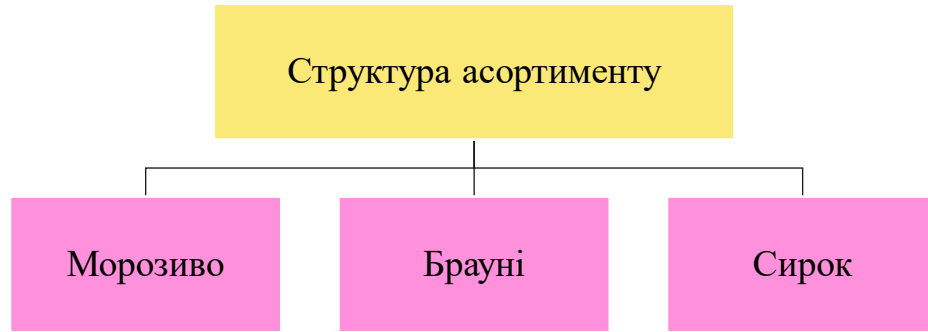 Структура асортименту
Морозиво
Брауні
Сирок